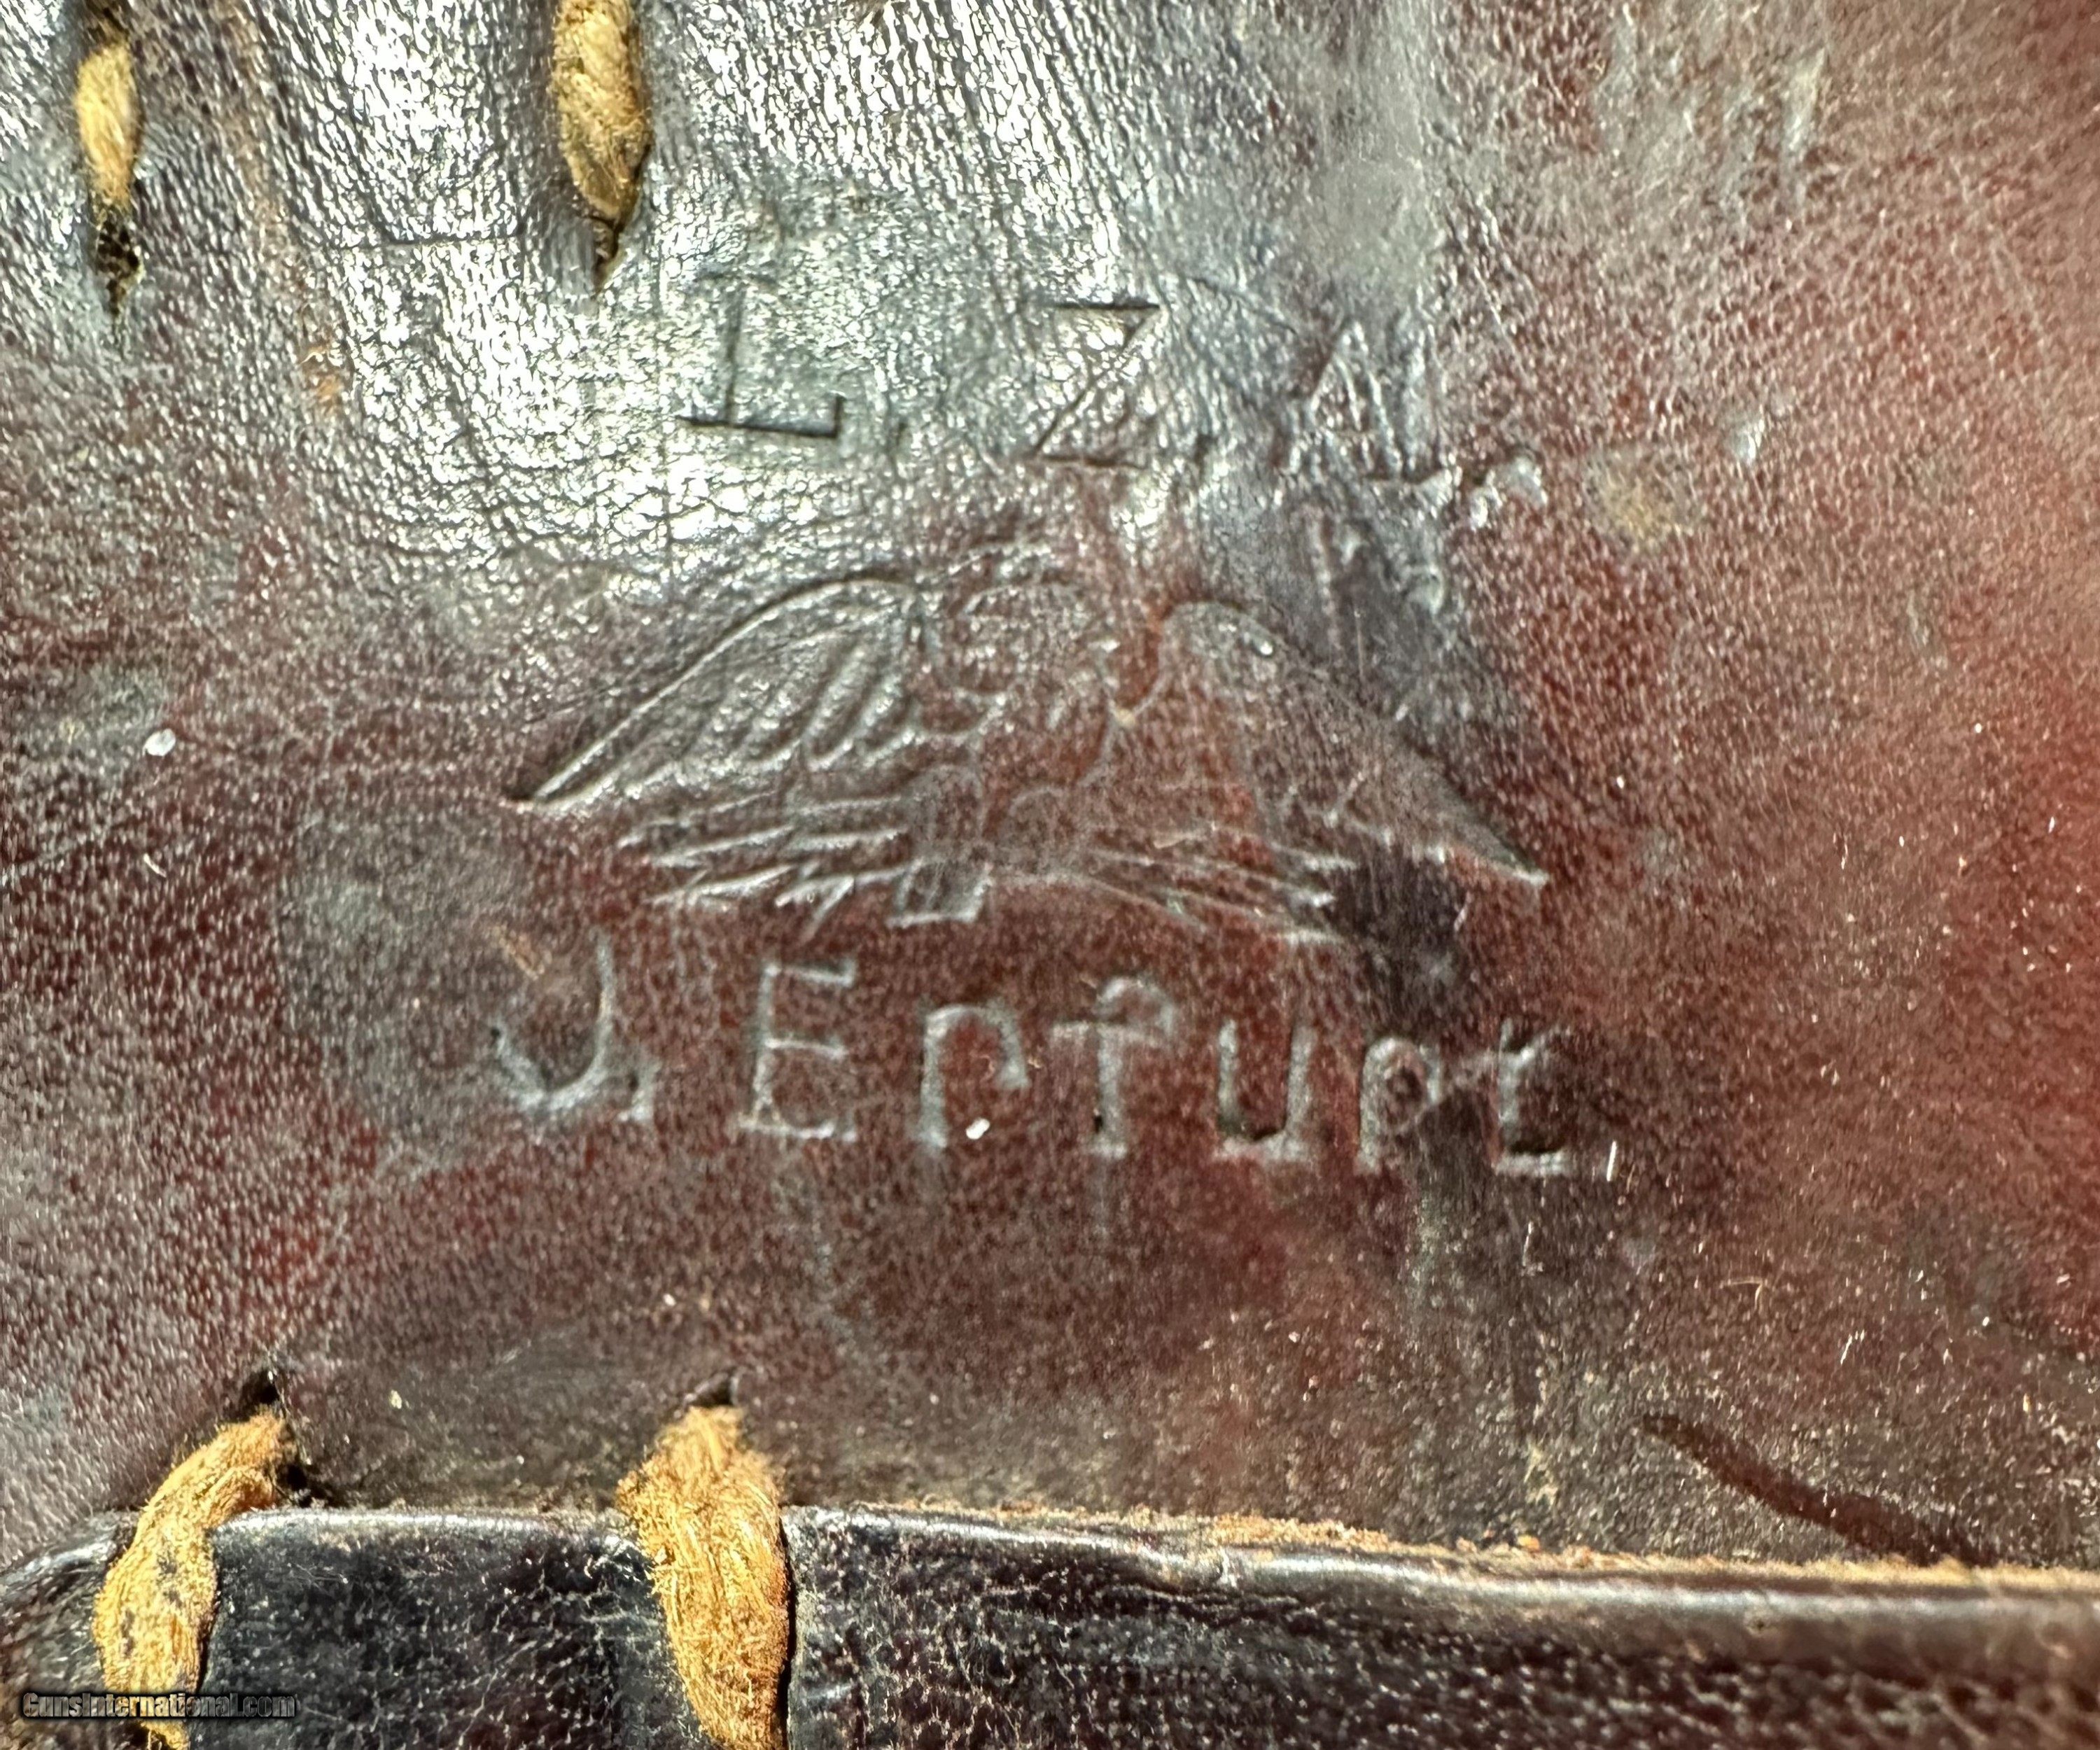 L. Z. A.
J. Erfurt
GunsInternational.com